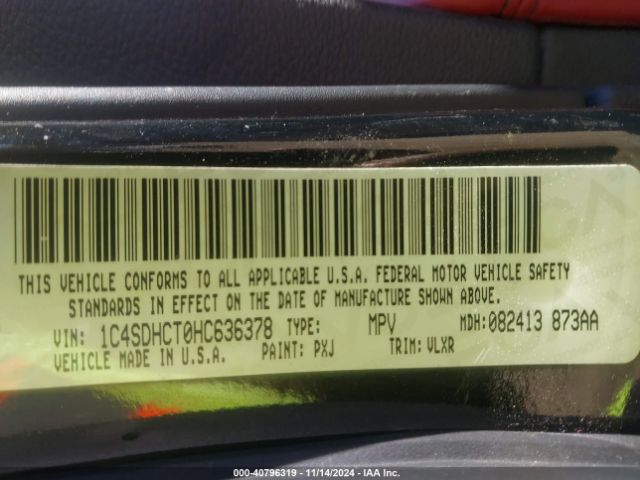 THIS VEHICLE CONFORMS TO ALL APPLICABLE U.S.A. FEDERAL MOTOR VEHICLE SAFETY
STANDARDS IN EFFECT ON THE DATE OF MANUFACTURE SHOWN ABOVE.
VIN: 1C4SDHCT0HC636378 TYPE: MPV MDH:082413 873AA
VEHICLE MADE IN U.S.A. PAINT: PXJ TRIM: VLXR
000-40796319 - 11/14/2024 - IAA Inc.